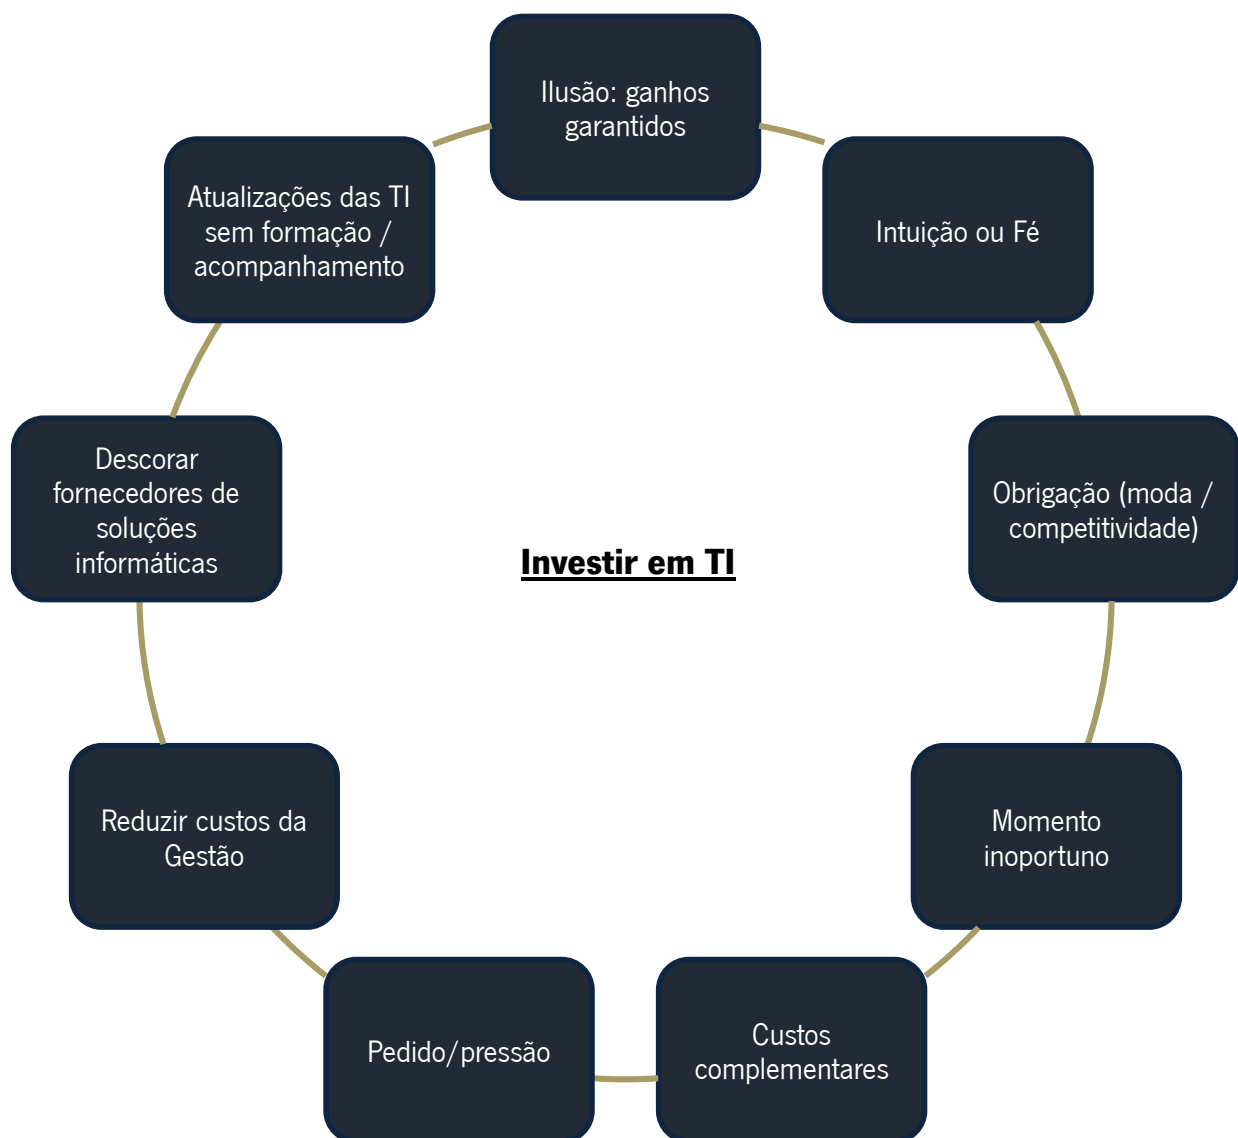 Ilusão: ganhos
garantidos
Intuição ou Fé
Obrigação (moda /
competitividade)
Momento
inoportuno
Custos
complementares
Pedido/pressão
Reduzir custos da
Gestão
Descorar
fornecedores de
soluções
informáticas
Atualizações das TI
sem formação /
acompanhamento
Investir em TI